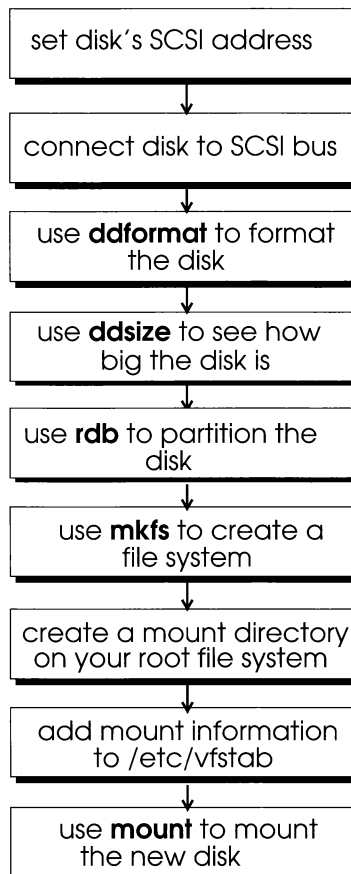 set disk's SCSI address
connect disk to SCSI bus
use ddformat to format
the disk
use ddsize to see how
big the disk is
use rdb to partition the
disk
use mkfs to create a
file system
create a mount directory
on your root file system
add mount information
to /etc/vfstab
use mount to mount
the new disk